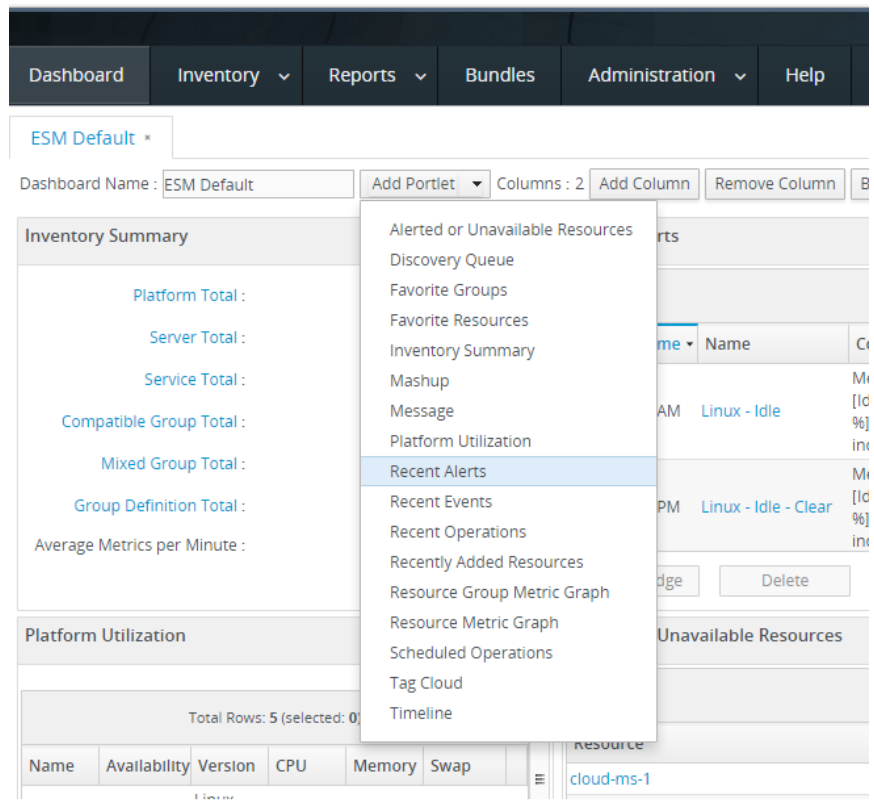 Dashboard Inventory Reports Bundles Administration Help
ESM Default
Dashboard Name : ESM Default Add Portlet Columns : 2 Add Column Remove Column
Inventory Summary
Platform Total :
Server Total :
Service Total :
Compatible Group Total :
Mixed Group Total :
Group Definition Total :
Average Metrics per Minute :
Alerted or Unavailable Resources
Discovery Queue
Favorite Groups
Favorite Resources
Inventory Summary
Mashup
Message
Platform Utilization
Recent Alerts
Recent Events
Recent Operations
Recently Added Resources
Resource Group Metric Graph
Resource Metric Graph
Scheduled Operations
Tag Cloud
Timeline
Name
AM Linux - Idle
PM Linux - Idle - Clear
Delete
Platform Utilization
Total Rows: 5 (selected: 0)
Name Availability Version CPU Memory Swap
Unavailable Resources
Resource
cloud-ms-1